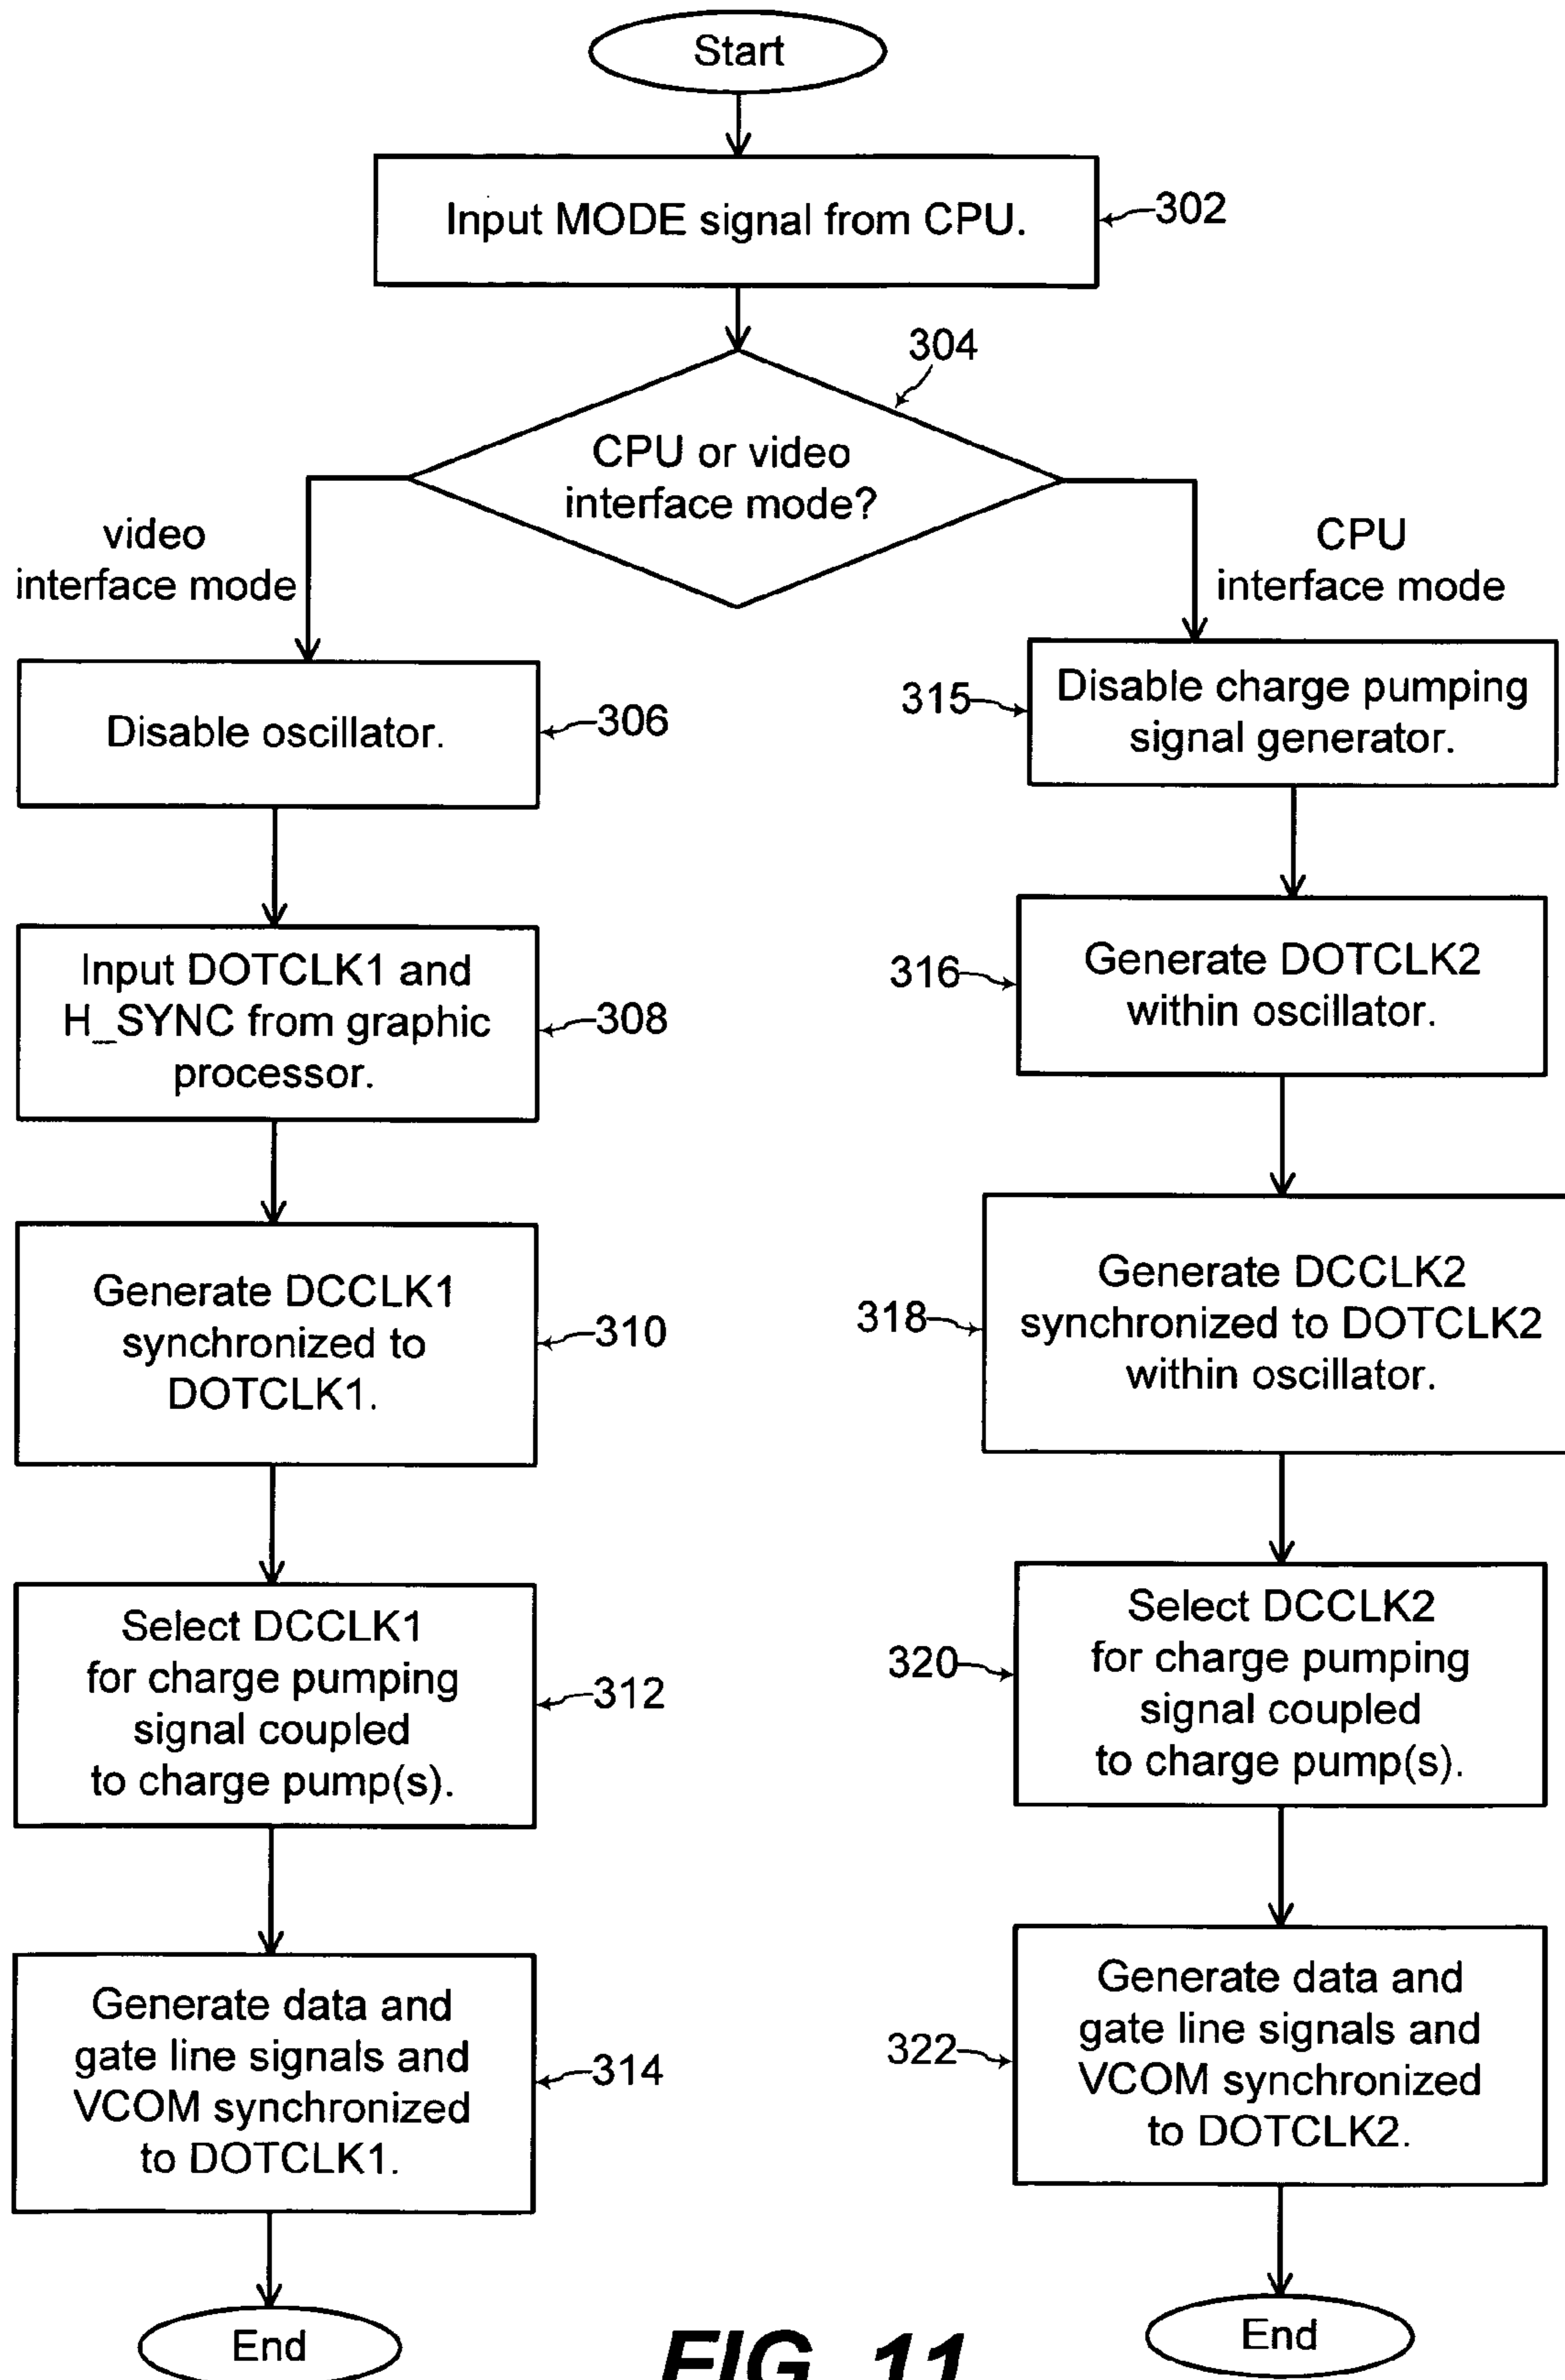 Start
Input MODE signal from CPU.
302
304
CPU or video
interface mode?
video
interface mode
CPU
interface mode
Disable oscillator.
306
Input DOTCLK1 and
H_SYNC from graphic
processor.
308
Generate DCCLK1
synchronized to
DOTCLK1.
310
Select DCCLK1
for charge pumping
signal coupled
to charge pump(s).
312
Generate data and
gate line signals and
VCOM synchronized
to DOTCLK1.
314
End
315
Disable charge pumping
signal generator.
316
Generate DOTCLK2
within oscillator.
318
Generate DCCLK2
synchronized to DOTCLK2
within oscillator.
320
Select DCCLK2
for charge pumping
signal coupled
to charge pump(s).
322
Generate data and
gate line signals and
VCOM synchronized
to DOTCLK2.
End
FIG. 11